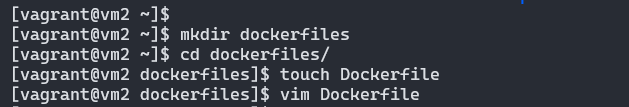 [vagrant@vm2 ~]$
[vagrant@vm2 ~]$ mkdir dockerfiles
[vagrant@vm2 ~]$ cd dockerfiles/
[vagrant@vm2 dockerfiles]$ touch Dockerfile
[vagrant@vm2 dockerfiles]$ vim Dockerfile